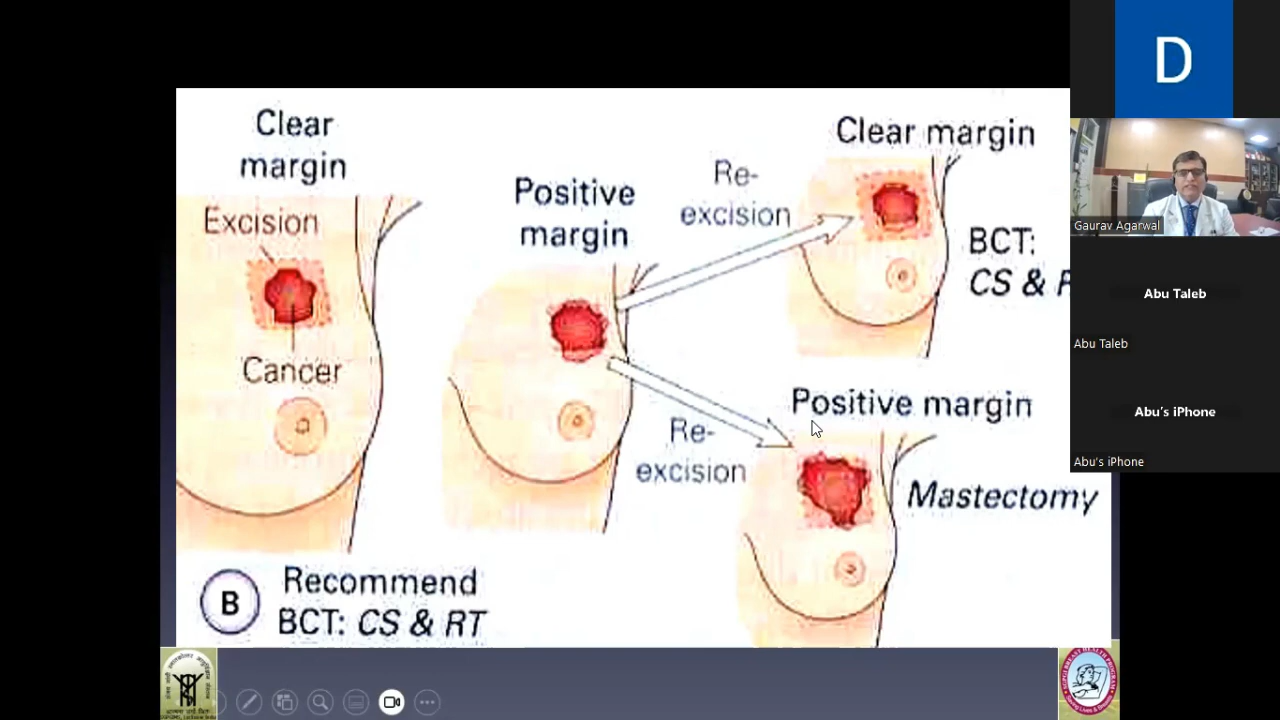 Clear
margin
Excision
Cancer
B
Recommend
BCT: CS & RT
Positive
margin
Re-
excision
Re-
excision
Clear margin
BCT:
CS & R
Positive margin
Mastectomy
D
Gaurav Agarwal
Abu Taleb
Abu Taleb
Abu's iPhone
Abu's iPhone